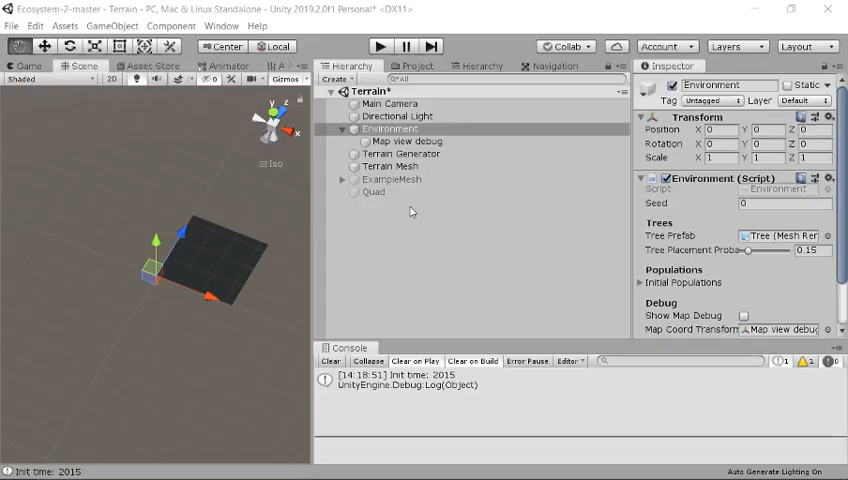 Ecosystem-2-master - Terrain - PC, Mac & Linux Standalone - Unity 2019.2.0f1 Personal* <DX11>
File Edit Assets GameObject Component Window Help
Center Local Collab Account Layers Layout
Game Scene Asset Store Animator Hierarchy Project Hierarchy Navigation Inspector
Shaded 2D 0 Gizmos Create All
Terrain*
Main Camera
Directional Light
Environment
Map view debug
Terrain Generator
Terrain Mesh
ExampleMesh
Quad
y z x
Iso
Environment Static
Tag Untagged Layer Default
Transform
Position X 0 Y 0 Z 0
Rotation X 0 Y 0 Z 0
Scale X 1 Y 1 Z 1
Environment (Script)
Script Environment
Seed 0
Trees
Tree Prefab Tree (Mesh Ren
Tree Placement Proba 0.15
Populations
Initial Populations
Debug
Show Map Debug
Map Coord Transform Map view debug
Console
Clear Collapse Clear on Play Clear on Build Error Pause Editor 1 1 0
[14:18:51] Init time: 2015
UnityEngine.Debug:Log(Object)
Init time: 2015
Auto Generate Lighting On